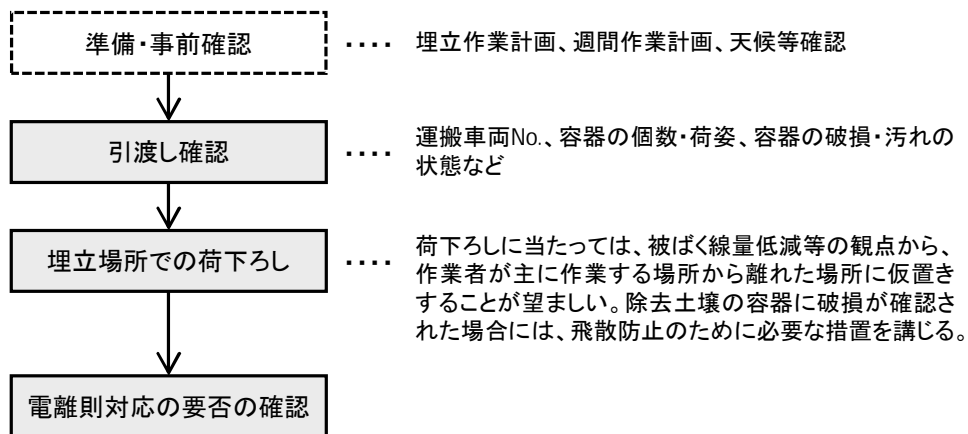 準備・事前確認
・・・・ 埋立作業計画、週間作業計画、天候等確認
引渡し確認
・・・・ 運搬車両No.、容器の個数・荷姿、容器の破損・汚れの
状態など
埋立場所での荷下ろし
・・・・ 荷下ろしに当たっては、被ばく線量低減等の観点から、
作業者が主に作業する場所から離れた場所に仮置き
することが望ましい。除去土壌の容器に破損が確認さ
れた場合には、飛散防止のために必要な措置を講じる。
電離則対応の要否の確認